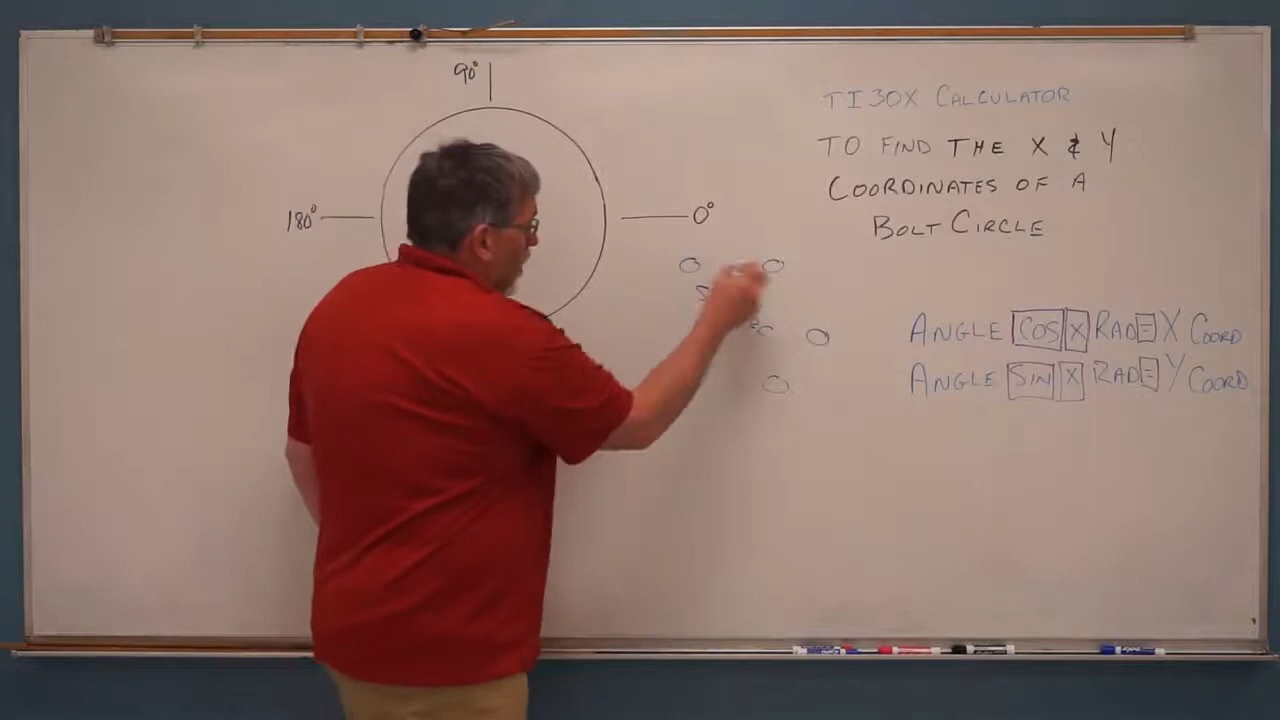 90°
180°
0°
TI30X CALCULATOR
TO FIND THE X & Y
COORDINATES OF A
BOLT CIRCLE
ANGLE COS X RAD = X COORD
ANGLE SIN X RAD = Y COORD